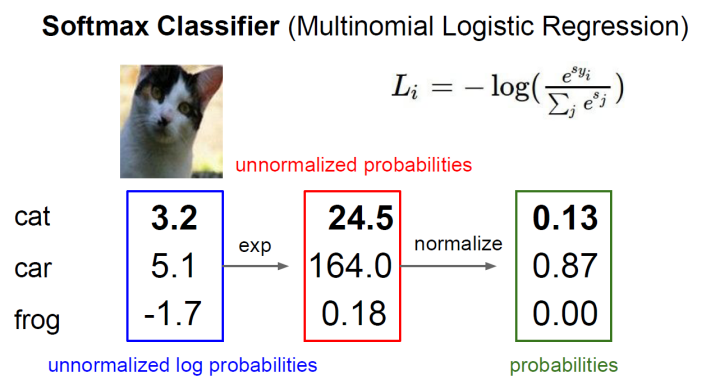 Softmax Classifier (Multinomial Logistic Regression)
L_i = − log( e^{s_{y_i}} / ∑_j e^{s_j} )
unnormalized probabilities
cat 3.2 24.5 0.13
exp normalize
car 5.1 164.0 0.87
frog -1.7 0.18 0.00
unnormalized log probabilities probabilities